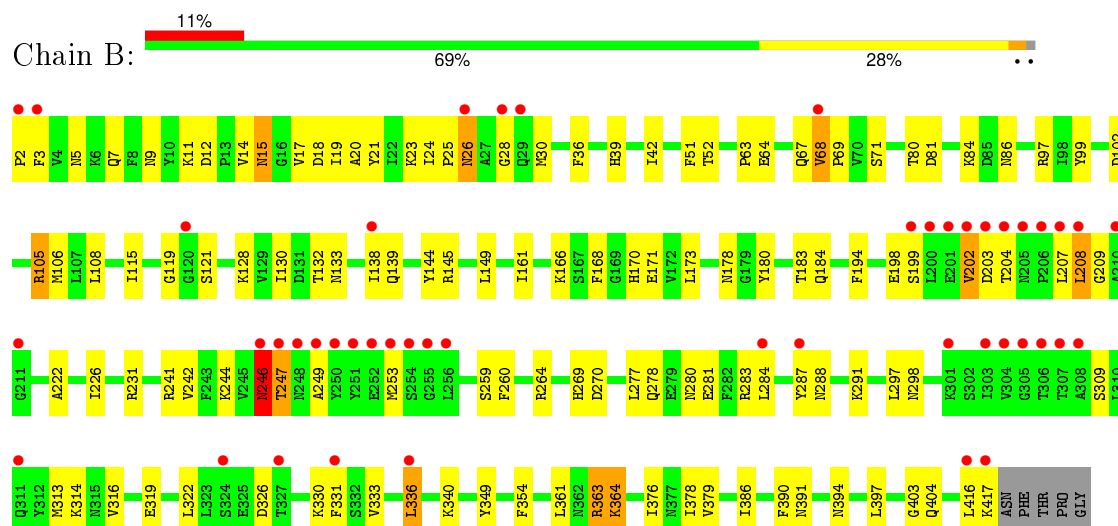 11%
Chain B:
69% 28% • •
P2 F3 V4 N5 K6 Q7 F8 N9 Y10 K11 D12 P13 V14 N15 G16 V17 D18 I19 A20 Y21 I22 K23 I24 P25 N26 A27 G28 Q29 M30 F36 H39 I42 F51 T52 P63 E64 Q67 V68 P69 V70 S71 T80 D81 K84 D85 N86 R97 I98 Y99
R105 M106 L107 L108 I115 G119 G120 S121 K128 V129 I130 D131 T132 N133 I138 Q139 Y144 R145 L149 I161 K166 S167 F168 G169 H170 E171 V172 L173 N178 G179 Y180 T183 Q184 F194 E198 S199 L200 E201 V202 D203 T204 N205 P206 L207 L208 G209 A210
G211 A222 I226 R231 R241 V242 F243 K244 V245 N246 T247 N248 A249 Y250 Y251 E252 M253 S254 G255 L256 S259 F260 R264 H269 D270 L277 Q278 E279 N280 E281 F282 R283 L284 Y287 N288 K291 L297 N298 K301 S302 I303 V304 G305 T306 T307 A308 S309 L310
Q311 Y312 M313 K314 N315 V316 E319 L322 L323 S324 E325 D326 T327 K330 F331 S332 V333 L336 K340 Y349 F354 L361 N362 R363 K364 I376 N377 I378 V379 I386 F390 N391 N394 L397 G403 Q404 L416 K417 ASN PHE THR PRO GLY